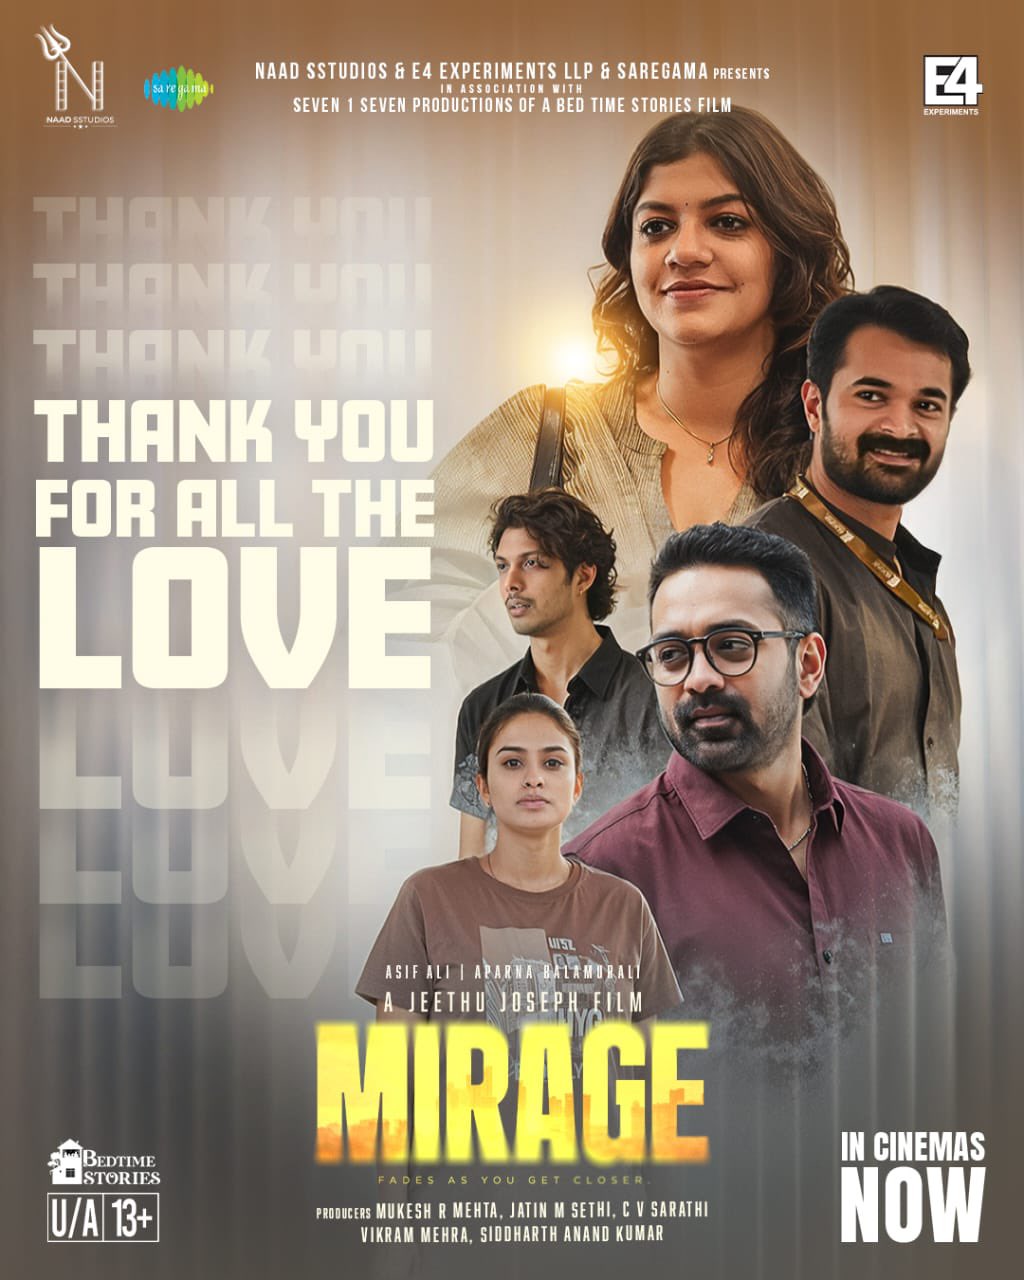 NAAD SSTUDIOS
saregama
NAAD SSTUDIOS & E4 EXPERIMENTS LLP & SAREGAMA PRESENTS
IN ASSOCIATION WITH
SEVEN 1 SEVEN PRODUCTIONS OF A BED TIME STORIES FILM
E4
EXPERIMENTS
THANK YOU
THANK YOU
THANK YOU
THANK YOU
FOR ALL THE
LOVE
LOVE
LOVE
LOVE
ASIF ALI | APARNA BALAMURALI
A JEETHU JOSEPH FILM
MIRAGE
FADES AS YOU GET CLOSER.
PRODUCERS MUKESH R MEHTA, JATIN M SETHI, C V SARATHI
VIKRAM MEHRA, SIDDHARTH ANAND KUMAR
BEDTIME
STORIES
U/A 13+
IN CINEMAS
NOW